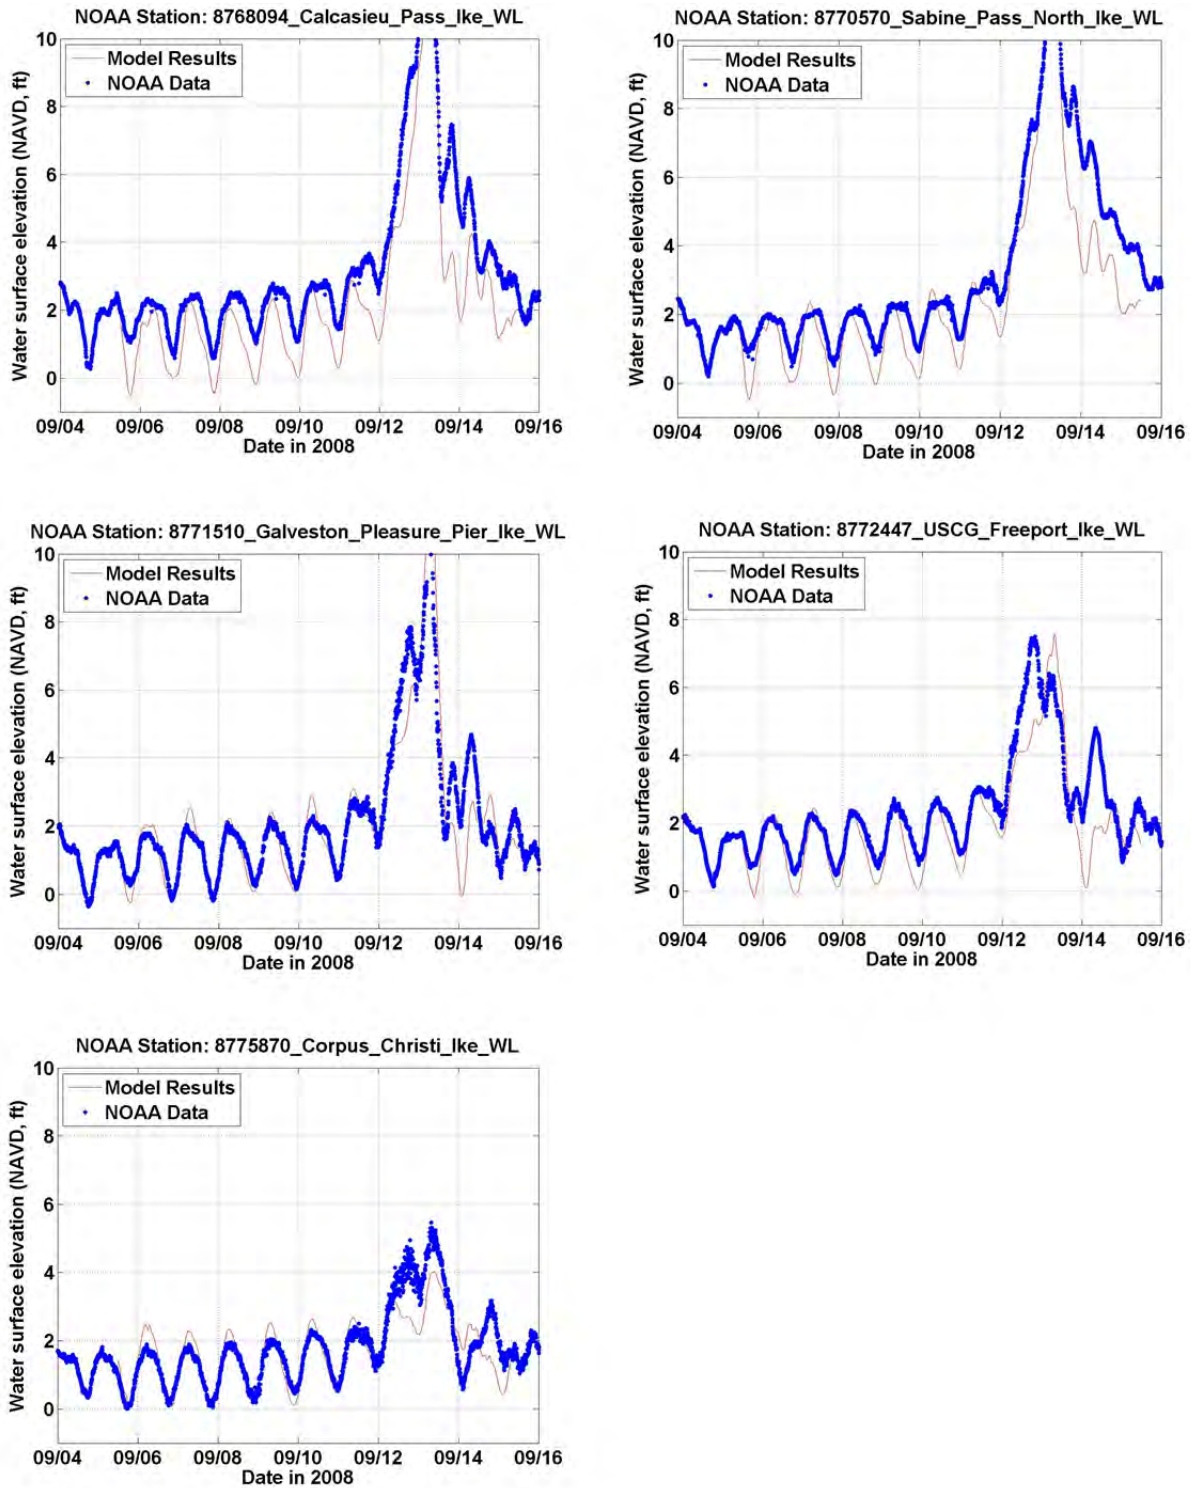 NOAA Station: 8768094_Calcasieu_Pass_Ike_WL
Water surface elevation (NAVD, ft)
10
8
6
4
2
0
Model Results
NOAA Data
09/04 09/06 09/08 09/10 09/12 09/14 09/16
Date in 2008
NOAA Station: 8770570_Sabine_Pass_North_Ike_WL
Water surface elevation (NAVD, ft)
10
8
6
4
2
0
Model Results
NOAA Data
09/04 09/06 09/08 09/10 09/12 09/14 09/16
Date in 2008
NOAA Station: 8771510_Galveston_Pleasure_Pier_Ike_WL
Water surface elevation (NAVD, ft)
10
8
6
4
2
0
Model Results
NOAA Data
09/04 09/06 09/08 09/10 09/12 09/14 09/16
Date in 2008
NOAA Station: 8772447_USCG_Freeport_Ike_WL
Water surface elevation (NAVD, ft)
10
8
6
4
2
0
Model Results
NOAA Data
09/04 09/06 09/08 09/10 09/12 09/14 09/16
Date in 2008
NOAA Station: 8775870_Corpus_Christi_Ike_WL
Water surface elevation (NAVD, ft)
10
8
6
4
2
0
Model Results
NOAA Data
09/04 09/06 09/08 09/10 09/12 09/14 09/16
Date in 2008